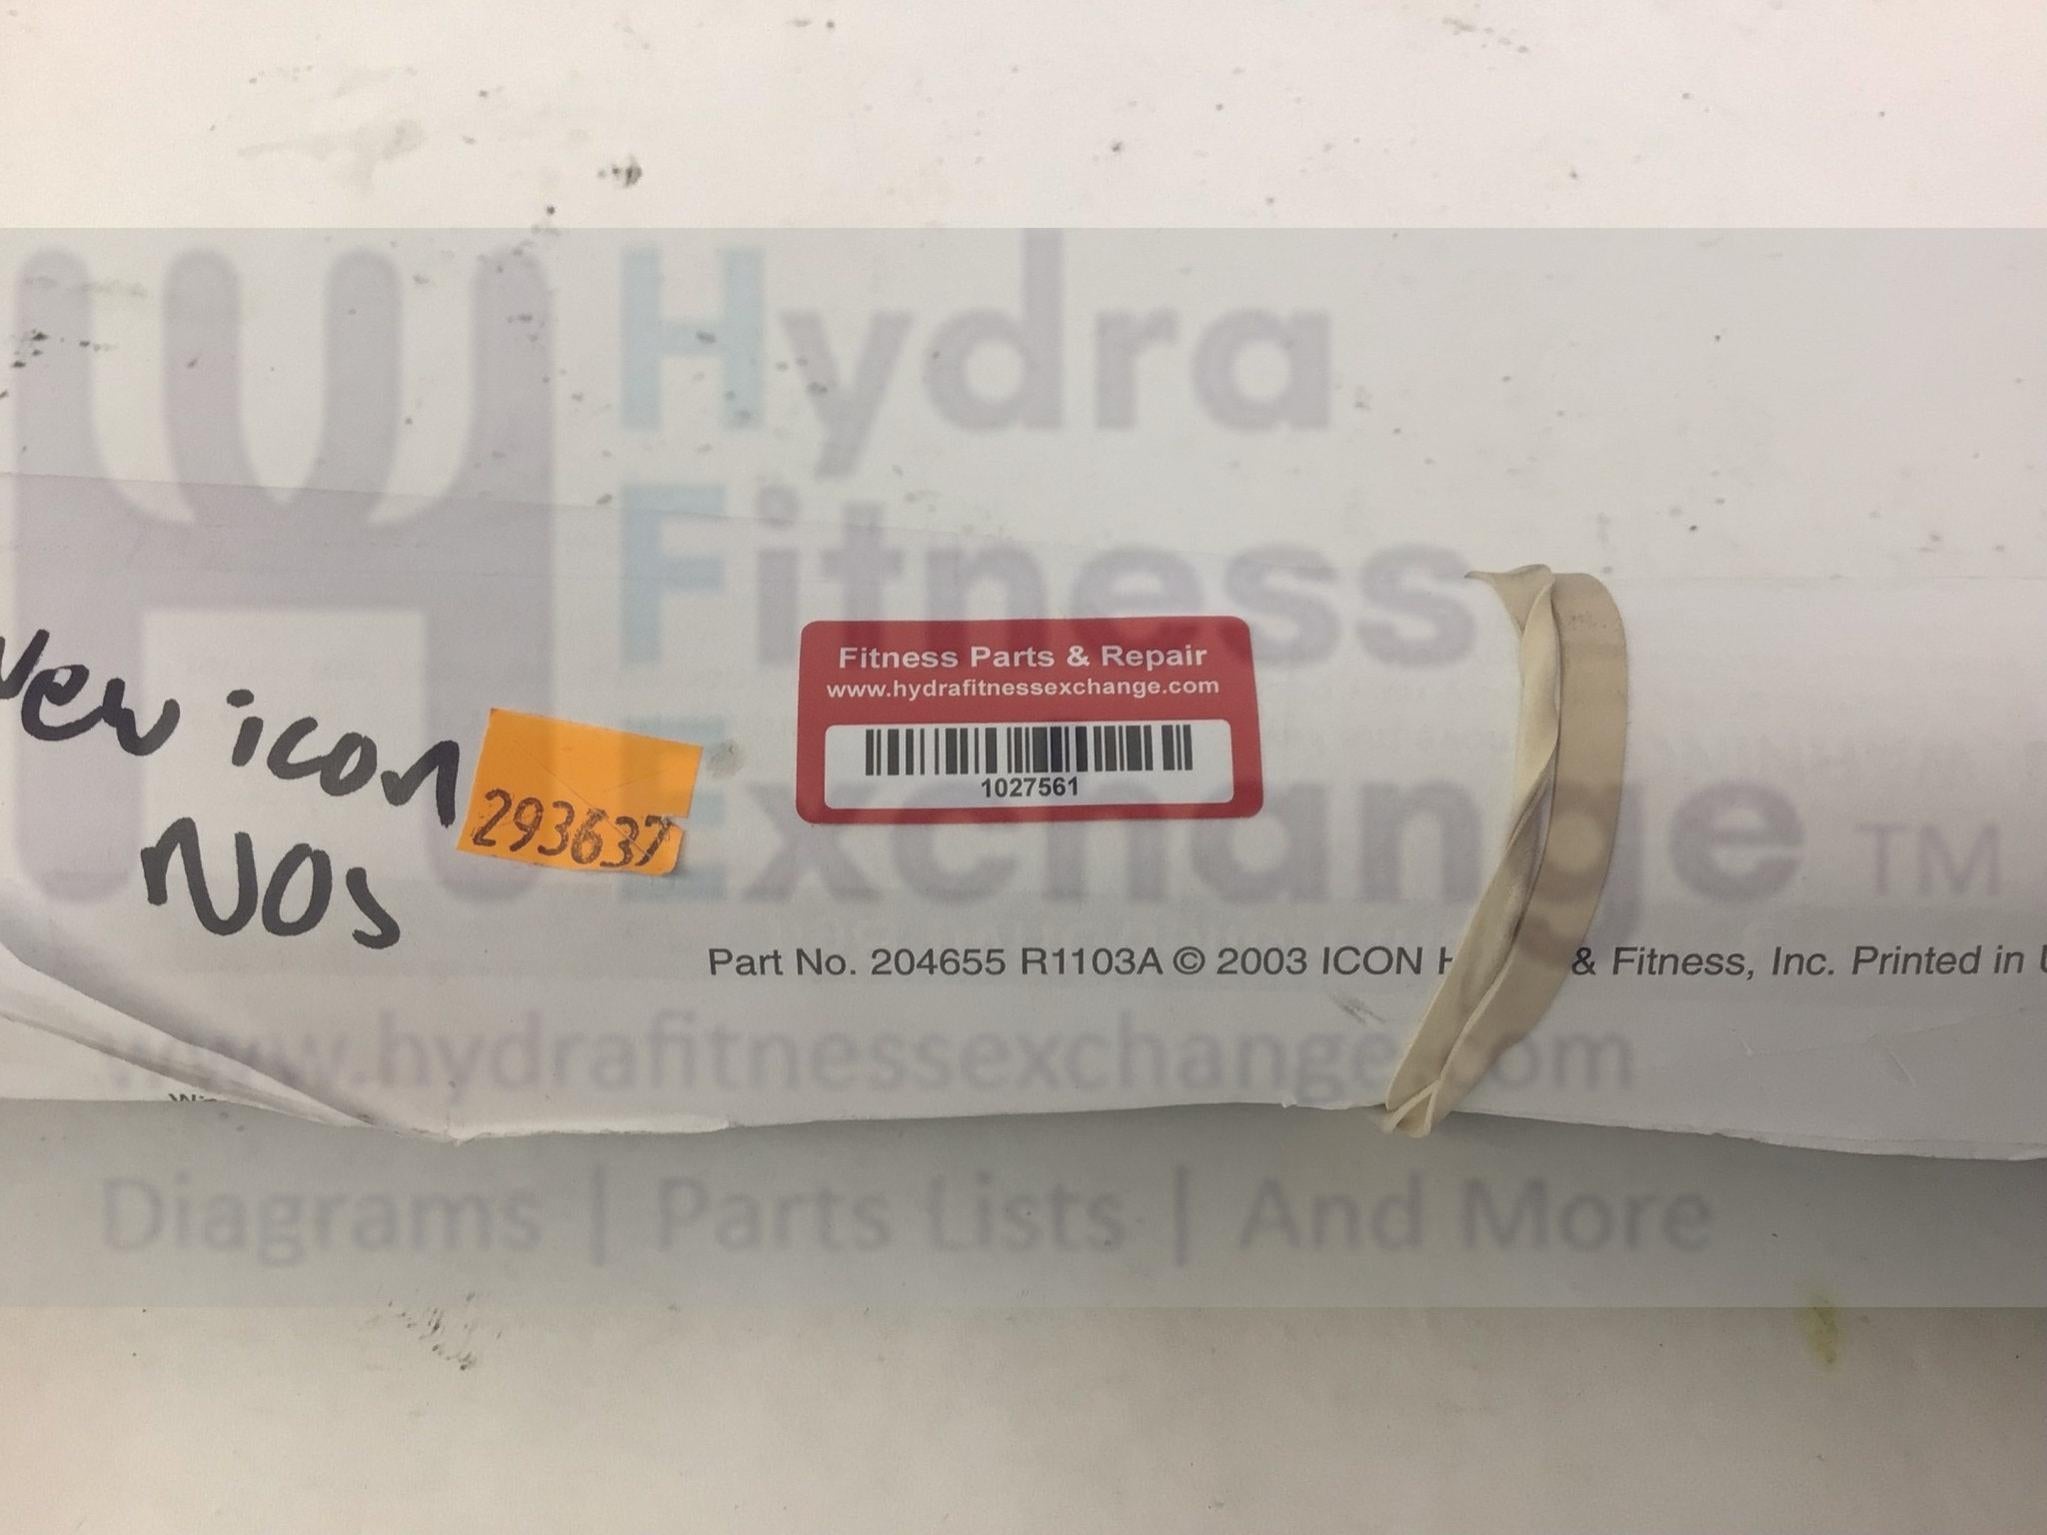 Hydra
Fitness
Exchange TM
www.hydrafitnessexchange.com
Diagrams | Parts Lists | And More
Fitness Parts & Repair
www.hydrafitnessexchange.com
1027561
New icon
NOS
293637
Part No. 204655 R1103A © 2003 ICON H & Fitness, Inc. Printed in U